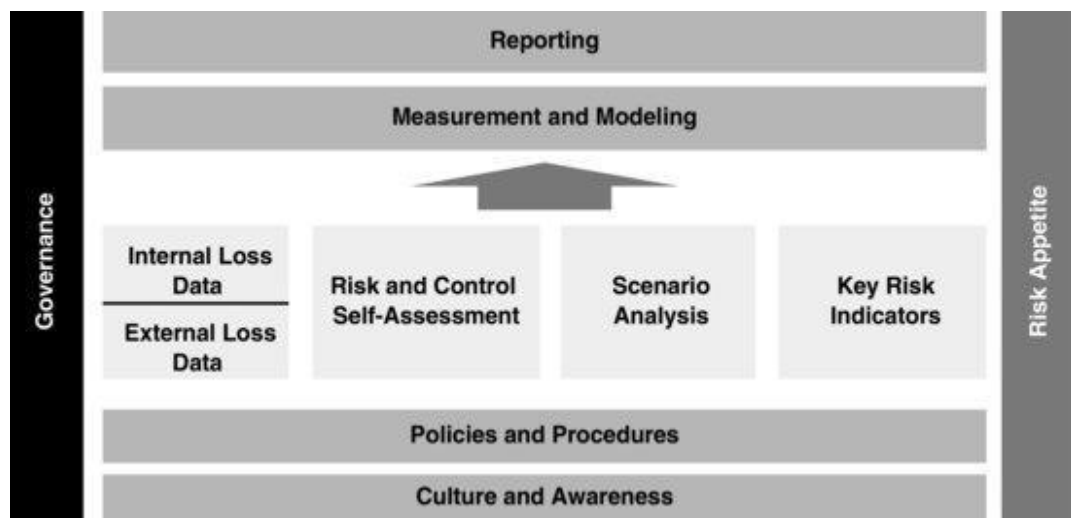 Reporting
Measurement and Modeling
Governance
Internal Loss
Data
External Loss
Data
Risk and Control
Self-Assessment
Scenario
Analysis
Key Risk
Indicators
Risk Appetite
Policies and Procedures
Culture and Awareness